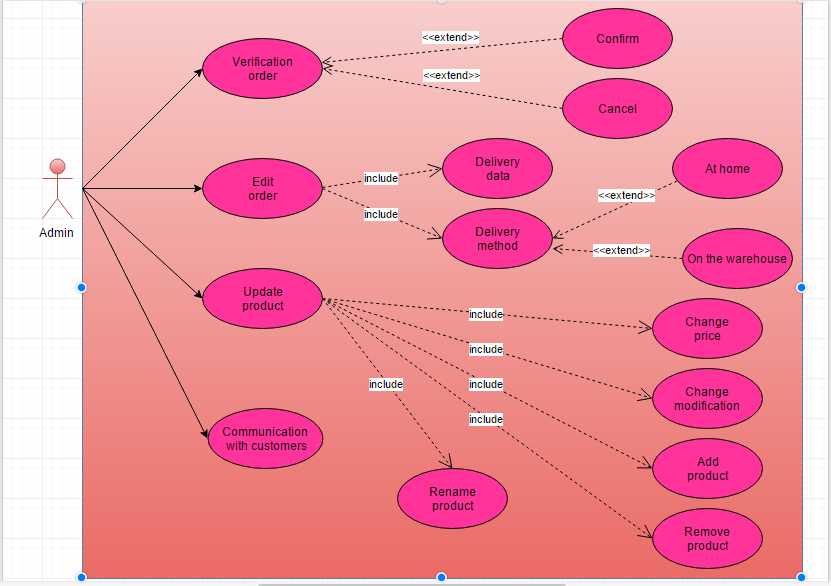 <<extend>>
Confirm
Verification
order
<<extend>>
Cancel
Delivery
data
At home
include
Edit
order
<<extend>>
include
Delivery
method
Admin
<<extend>>
On the warehouse
Update
product
include
Change
price
include
include
include
Change
modification
include
Communication
with customers
Add
product
Rename
product
Remove
product